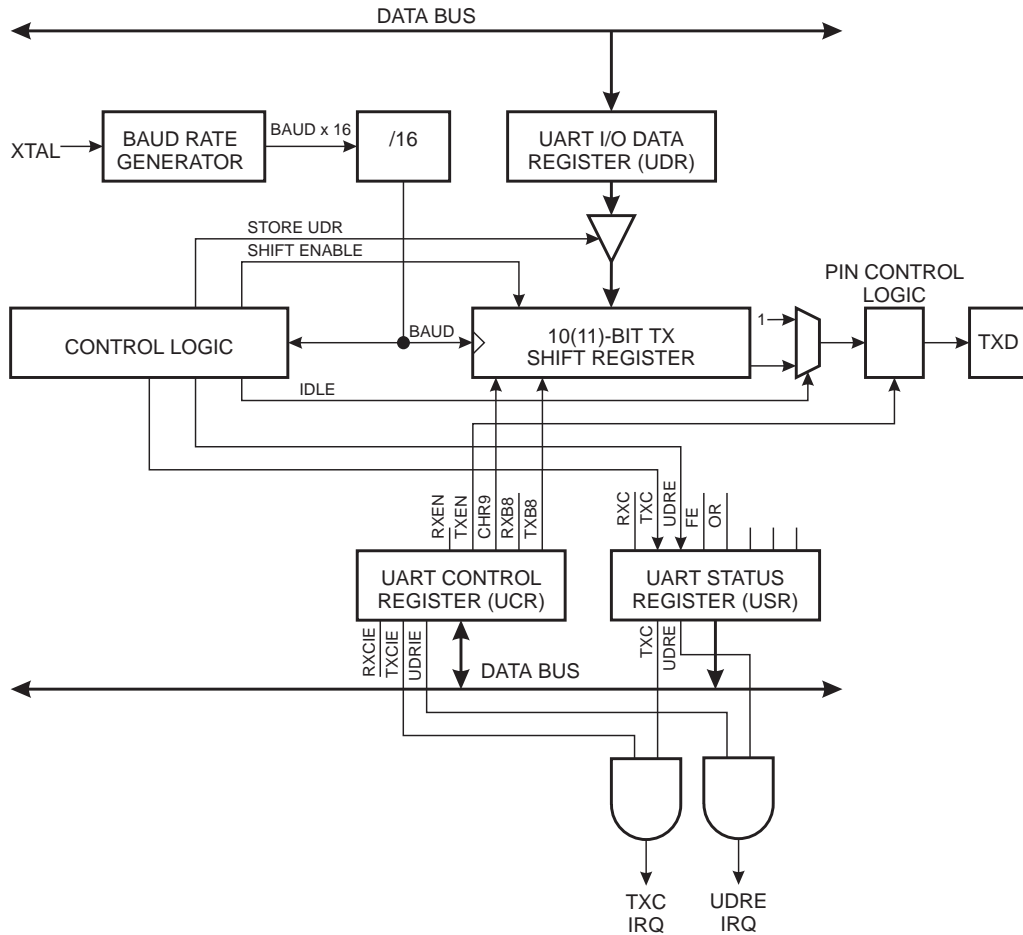 DATA BUS
XTAL
BAUD RATE
GENERATOR
BAUD x 16
/16
UART I/O DATA
REGISTER (UDR)
STORE UDR
SHIFT ENABLE
PIN CONTROL
LOGIC
CONTROL LOGIC
BAUD
10(11)-BIT TX
SHIFT REGISTER
1
TXD
IDLE
RXEN
TXEN
CHR9
RXB8
TXB8
RXC
TXC
UDRE
FE
OR
UART CONTROL
REGISTER (UCR)
UART STATUS
REGISTER (USR)
RXCIE
TXCIE
UDRIE
TXC
UDRE
DATA BUS
TXC
IRQ
UDRE
IRQ